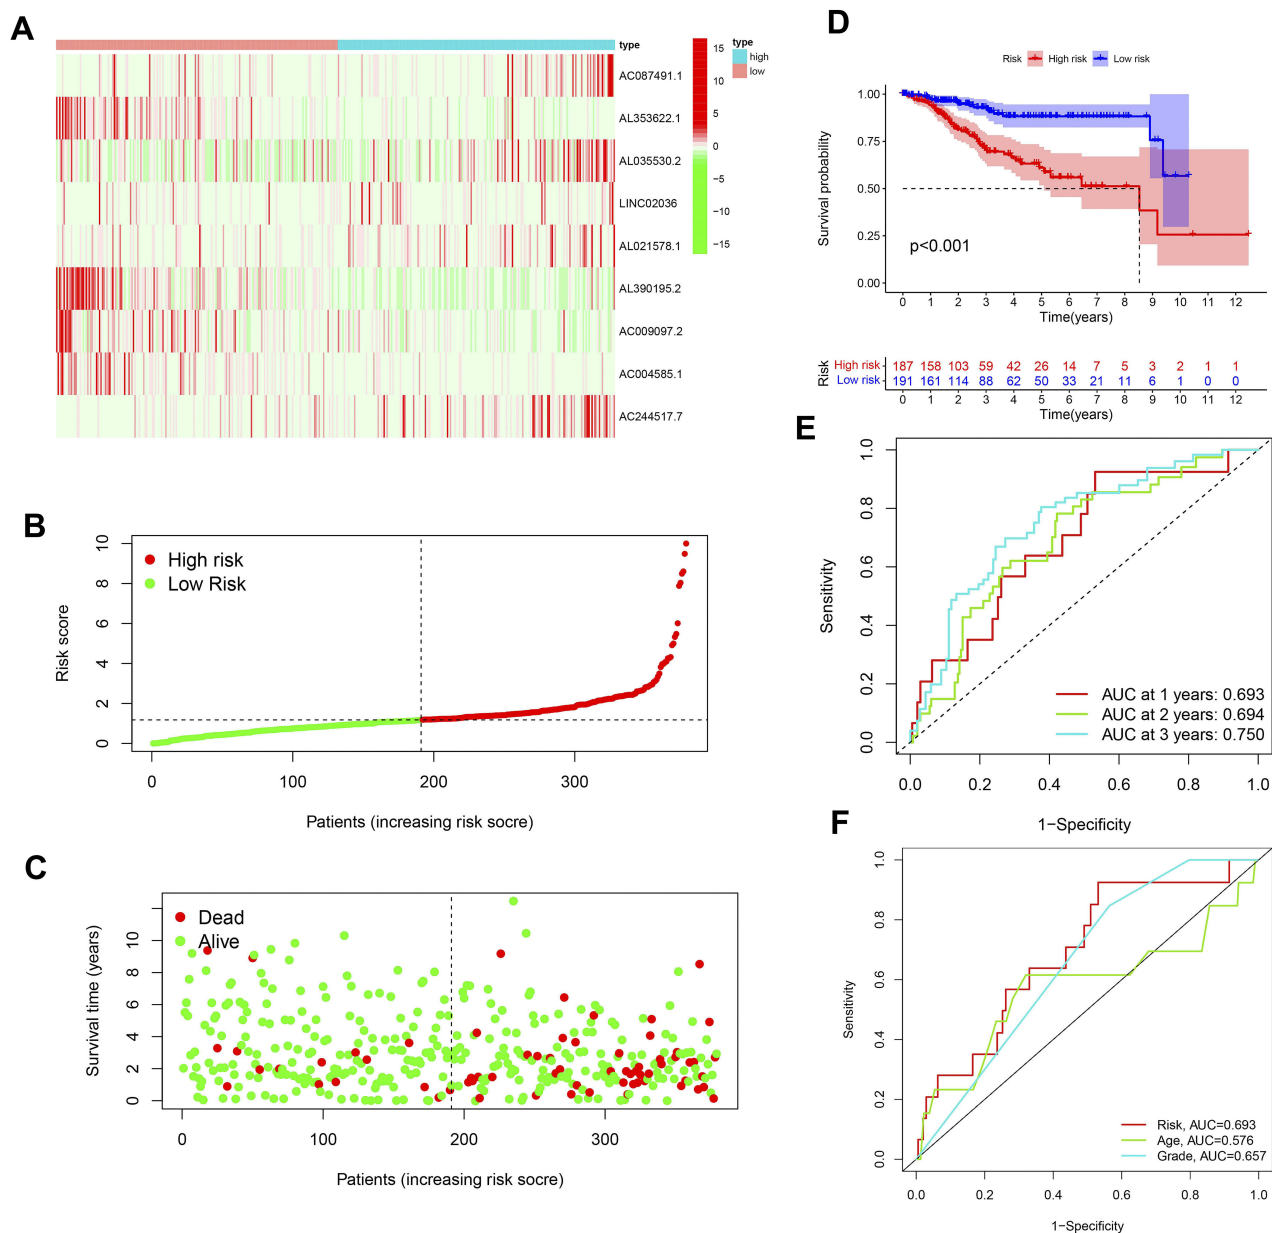 A
type
AC087491.1
AL353622.1
AL035530.2
LINC02036
AL021578.1
AL390195.2
AC009097.2
AC004585.1
AC244517.7
15
10
5
0
−5
−10
−15
type
high
low
B
High risk
Low Risk
Risk score
10
8
6
4
2
0
0 100 200 300
Patients (increasing risk socre)
C
Dead
Alive
Survival time (years)
10
8
6
4
2
0
0 100 200 300
Patients (increasing risk socre)
D
Risk High risk Low risk
Survival probability
1.00
0.75
0.50
0.25
0.00
p<0.001
0 1 2 3 4 5 6 7 8 9 10 11 12
Time(years)
Risk
High risk 187 158 103 59 42 26 14 7 5 3 2 1 1
Low risk 191 161 114 88 62 50 33 21 11 6 1 0 0
0 1 2 3 4 5 6 7 8 9 10 11 12
Time(years)
E
Sensitivity
1.0
0.8
0.6
0.4
0.2
0.0
AUC at 1 years: 0.693
AUC at 2 years: 0.694
AUC at 3 years: 0.750
0.0 0.2 0.4 0.6 0.8 1.0
1−Specificity
F
Sensitivity
1.0
0.8
0.6
0.4
0.2
0.0
Risk, AUC=0.693
Age, AUC=0.576
Grade, AUC=0.657
0.0 0.2 0.4 0.6 0.8 1.0
1−Specificity